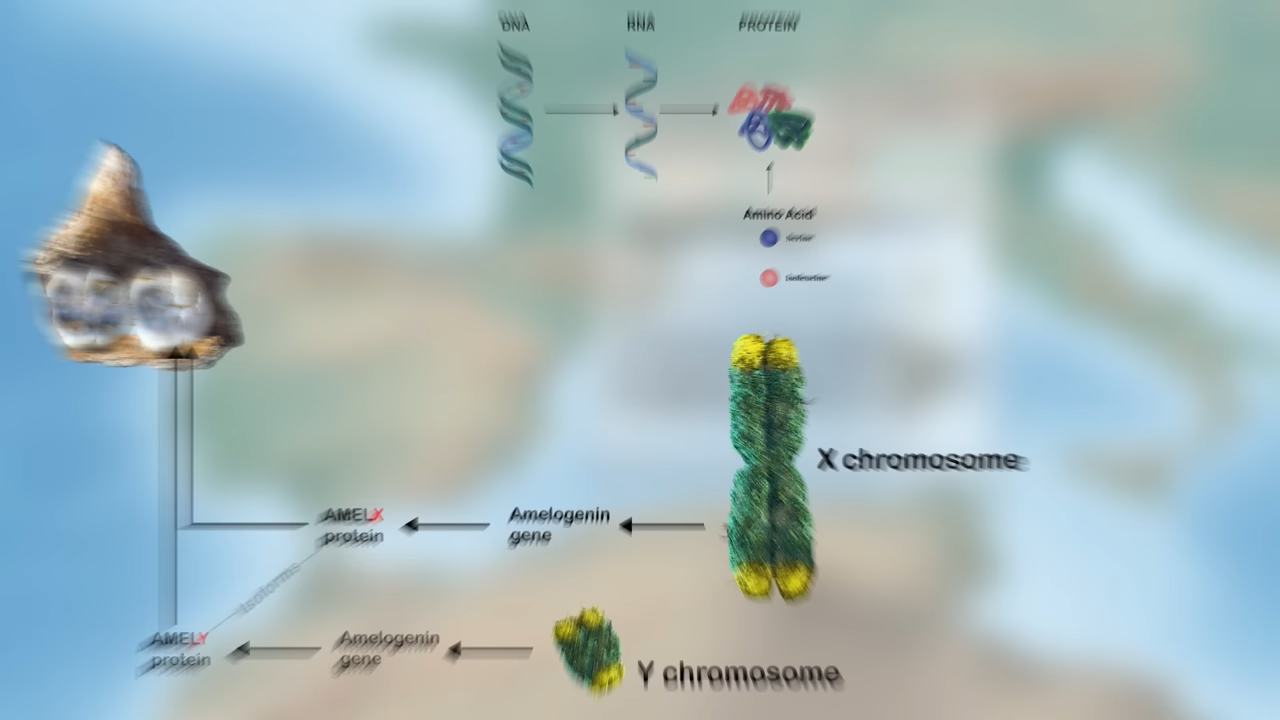 DNA RNA PROTEIN
Amino Acid
X chromosome
AMELX
protein
Amelogenin
gene
Isoforms
AMELY
protein
Amelogenin
gene
Y chromosome